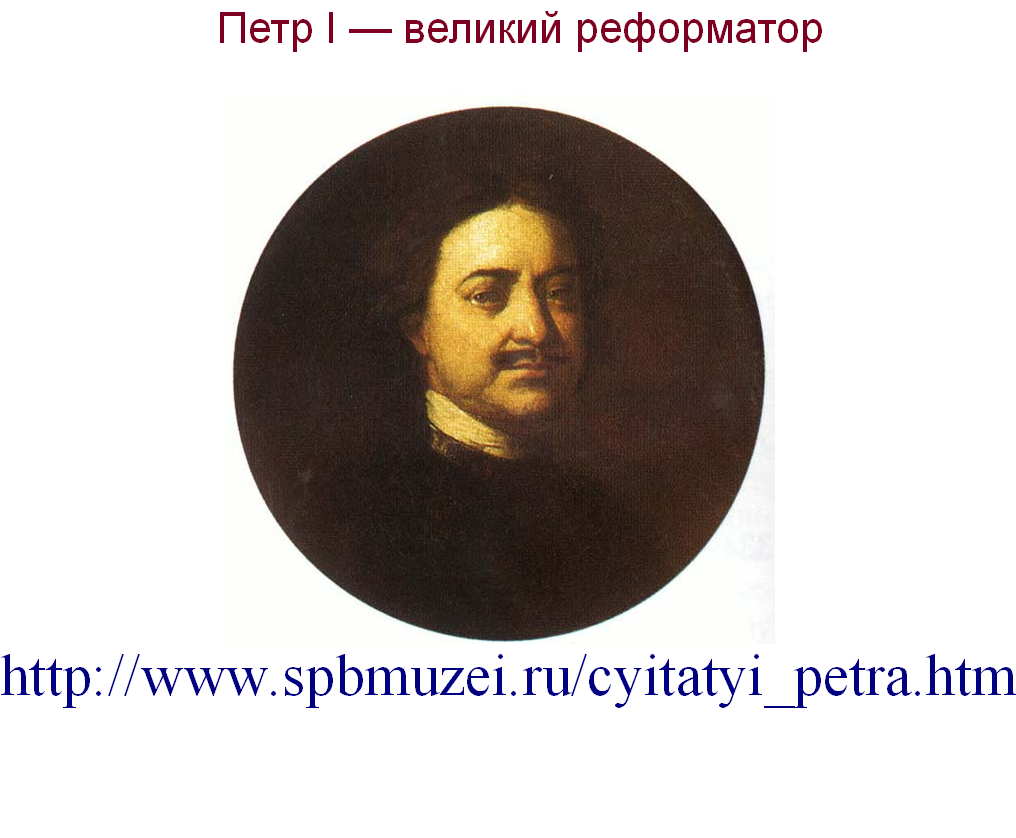 Петр I — великий реформатор
http://www.spbmuzei.ru/cyitatyi_petra.htm